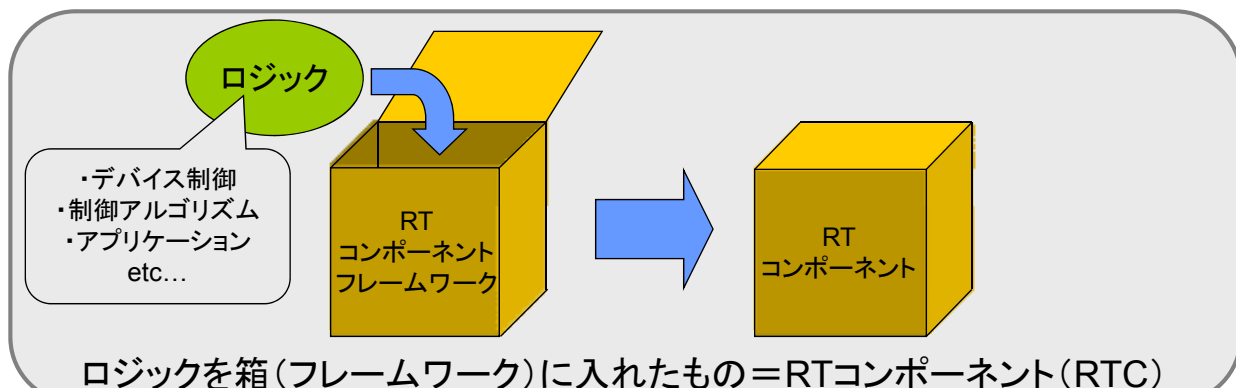 ロジック
・デバイス制御
・制御アルゴリズム
・アプリケーション
etc…
RT
コンポーネント
フレームワーク
RT
コンポーネント
ロジックを箱(フレームワーク)に入れたもの=RTコンポーネント(RTC)